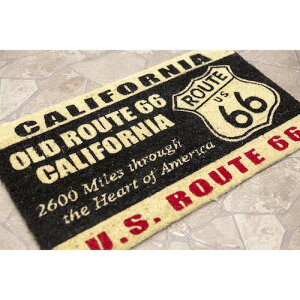 CALIFORNIA
OLD ROUTE 66
CALIFORNIA
2600 Miles through
the Heart of America
ROUTE
US
66
U.S. ROUTE 66